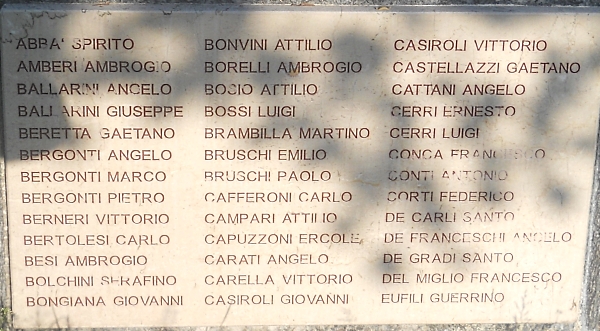 ABBA' SPIRITO
AMBERI AMBROGIO
BALLARINI ANGELO
BALLARINI GIUSEPPE
BERETTA GAETANO
BERGONTI ANGELO
BERGONTI MARCO
BERGONTI PIETRO
BERNERI VITTORIO
BERTOLESI CARLO
BESI AMBROGIO
BOLCHINI SERAFINO
BONGIANA GIOVANNI
BONVINI ATTILIO
BORELLI AMBROGIO
BOSIO ATTILIO
BOSSI LUIGI
BRAMBILLA MARTINO
BRUSCHI EMILIO
BRUSCHI PAOLO
CAFFERONI CARLO
CAMPARI ATTILIO
CAPUZZONI ERCOLE
CARATI ANGELO
CARELLA VITTORIO
CASIROLI GIOVANNI
CASIROLI VITTORIO
CASTELLAZZI GAETANO
CATTANI ANGELO
CERRI ERNESTO
CERRI LUIGI
CONCA FRANCESCO
CONTI ANTONIO
CORTI FEDERICO
DE CARLI SANTO
DE FRANCESCHI ANGELO
DE GRADI SANTO
DEL MIGLIO FRANCESCO
EUFILI GUERRINO